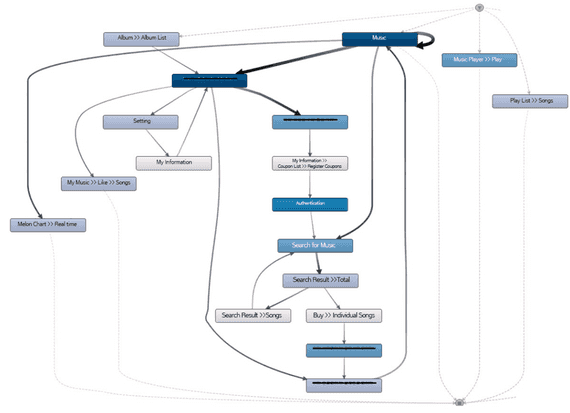 Album >> Album List
Music
Music Player >> Play
Play List >> Songs
Setting
My Information
My Information >>
Coupon List >> Register Coupons
My Music >> Like >> Songs
Authentication
Melon Chart >> Real time
Search for Music
Search Result >>Total
Search Result >>Songs
Buy >> Individual Songs